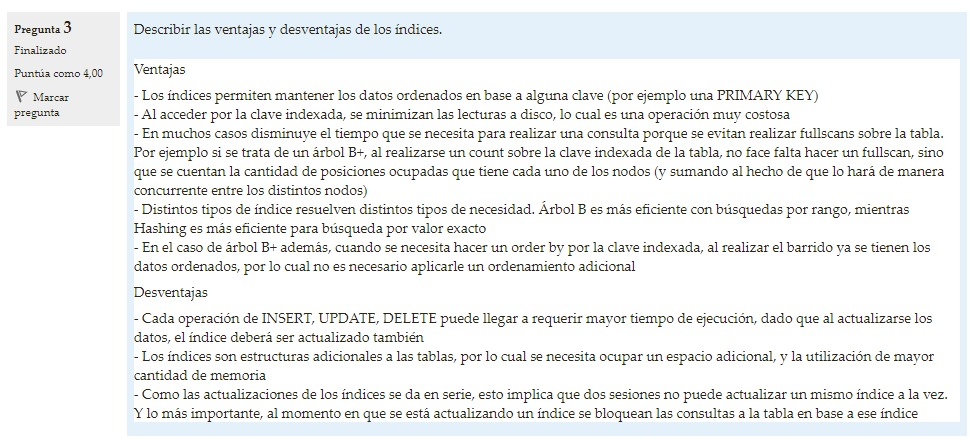 Pregunta 3
Finalizado
Puntúa como 4,00
Marcar
pregunta
Describir las ventajas y desventajas de los índices.
Ventajas
- Los índices permiten mantener los datos ordenados en base a alguna clave (por ejemplo una PRIMARY KEY)
- Al acceder por la clave indexada, se minimizan las lecturas a disco, lo cual es una operación muy costosa
- En muchos casos disminuye el tiempo que se necesita para realizar una consulta porque se evitan realizar fullscans sobre la tabla.
Por ejemplo si se trata de un árbol B+, al realizarse un count sobre la clave indexada de la tabla, no face falta hacer un fullscan, sino
que se cuentan la cantidad de posiciones ocupadas que tiene cada uno de los nodos (y sumando al hecho de que lo hará de manera
concurrente entre los distintos nodos)
- Distintos tipos de índice resuelven distintos tipos de necesidad. Árbol B es más eficiente con búsquedas por rango, mientras
Hashing es más eficiente para búsqueda por valor exacto
- En el caso de árbol B+ además, cuando se necesita hacer un order by por la clave indexada, al realizar el barrido ya se tienen los
datos ordenados, por lo cual no es necesario aplicarle un ordenamiento adicional
Desventajas
- Cada operación de INSERT, UPDATE, DELETE puede llegar a requerir mayor tiempo de ejecución, dado que al actualizarse los
datos, el índice deberá ser actualizado también
- Los índices son estructuras adicionales a las tablas, por lo cual se necesita ocupar un espacio adicional, y la utilización de mayor
cantidad de memoria
- Como las actualizaciones de los índices se da en serie, esto implica que dos sesiones no puede actualizar un mismo índice a la vez.
Y lo más importante, al momento en que se está actualizando un índice se bloquean las consultas a la tabla en base a ese índice